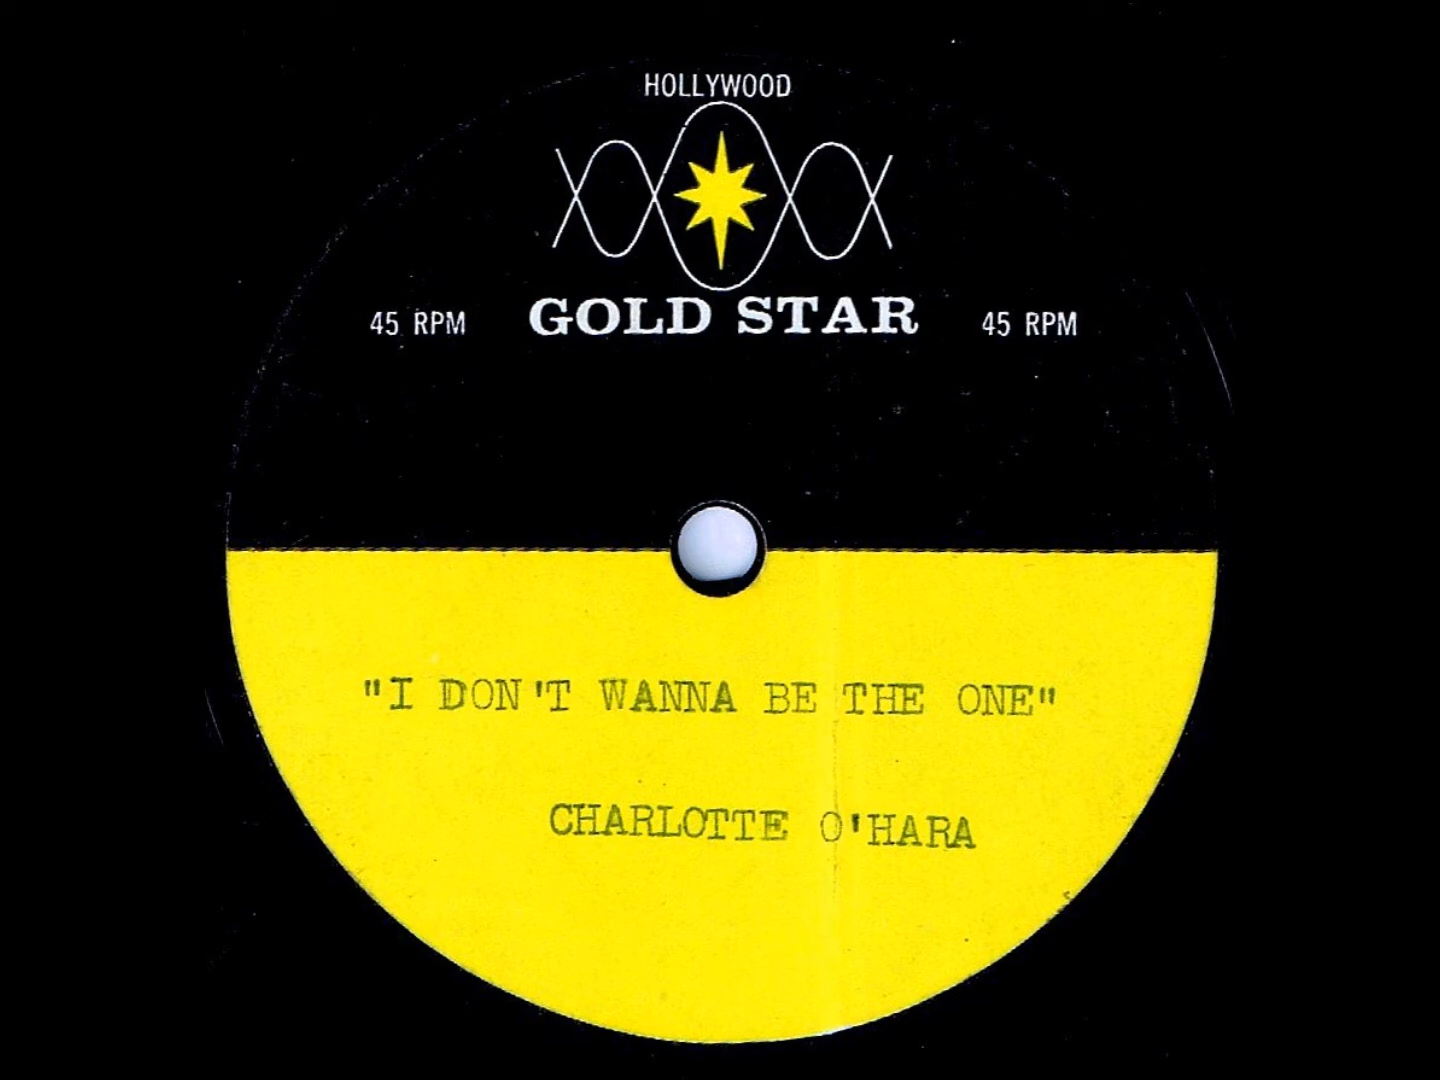 HOLLYWOOD
45 RPM GOLD STAR 45 RPM
"I DON'T WANNA BE THE ONE"
CHARLOTTE O'HARA